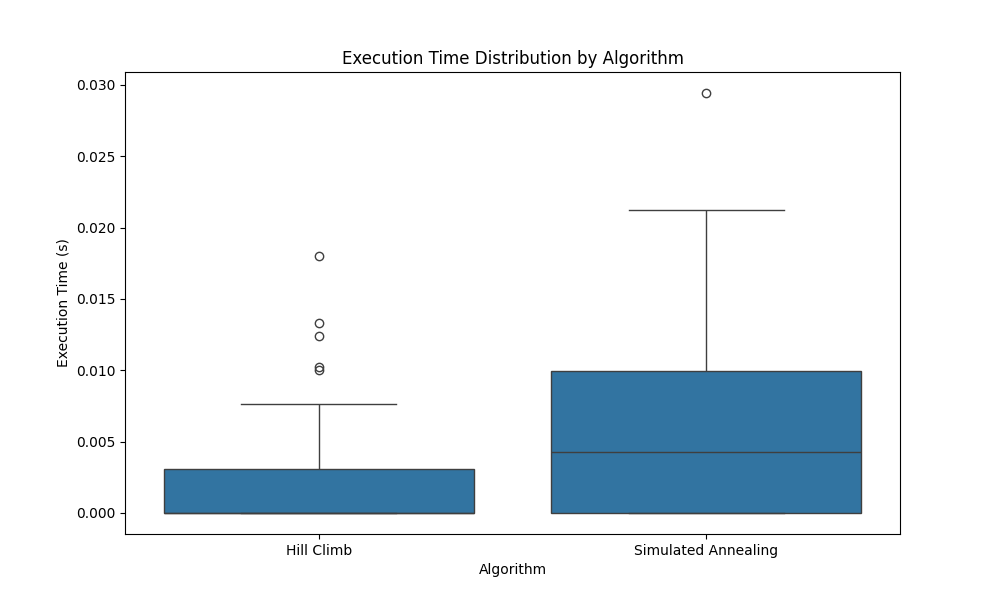 Execution Time Distribution by Algorithm
Execution Time (s)
0.030
0.025
0.020
0.015
0.010
0.005
0.000
Hill Climb
Simulated Annealing
Algorithm